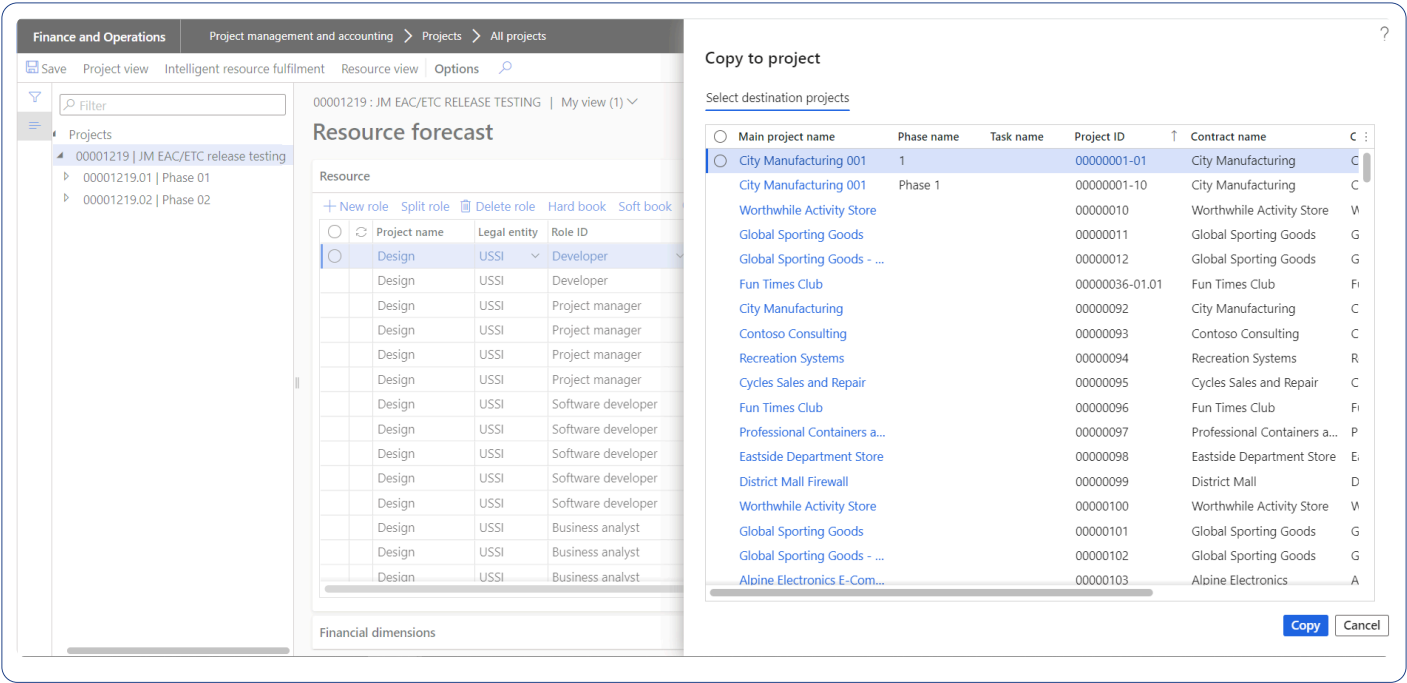 Finance and Operations Project management and accounting Projects All projects
Save Project view Intelligent resource fulfilment Resource view Options
Filter
Projects
00001219 | JM EAC/ETC release testing
00001219.01 | Phase 01
00001219.02 | Phase 02
00001219 : JM EAC/ETC RELEASE TESTING | My view (1)
Resource forecast
Resource
New role Split role Delete role Hard book Soft book
Project name Legal entity Role ID
Design USSI Developer
Design USSI Developer
Design USSI Project manager
Design USSI Project manager
Design USSI Project manager
Design USSI Project manager
Design USSI Software developer
Design USSI Software developer
Design USSI Software developer
Design USSI Software developer
Design USSI Software developer
Design USSI Business analyst
Design USSI Business analyst
Design USSI Business analyst
Financial dimensions
?
Copy to project
Select destination projects
Main project name Phase name Task name Project ID ↑ Contract name C
City Manufacturing 001 1 00000001-01 City Manufacturing C
City Manufacturing 001 Phase 1 00000001-10 City Manufacturing C
Worthwhile Activity Store 00000010 Worthwhile Activity Store W
Global Sporting Goods 00000011 Global Sporting Goods G
Global Sporting Goods - ... 00000012 Global Sporting Goods G
Fun Times Club 00000036-01.01 Fun Times Club F
City Manufacturing 00000092 City Manufacturing C
Contoso Consulting 00000093 Contoso Consulting C
Recreation Systems 00000094 Recreation Systems R
Cycles Sales and Repair 00000095 Cycles Sales and Repair C
Fun Times Club 00000096 Fun Times Club F
Professional Containers a... 00000097 Professional Containers a... P
Eastside Department Store 00000098 Eastside Department Store E
District Mall Firewall 00000099 District Mall D
Worthwhile Activity Store 00000100 Worthwhile Activity Store W
Global Sporting Goods 00000101 Global Sporting Goods G
Global Sporting Goods - ... 00000102 Global Sporting Goods G
Alpine Electronics E-Com... 00000103 Alpine Electronics A
Copy Cancel